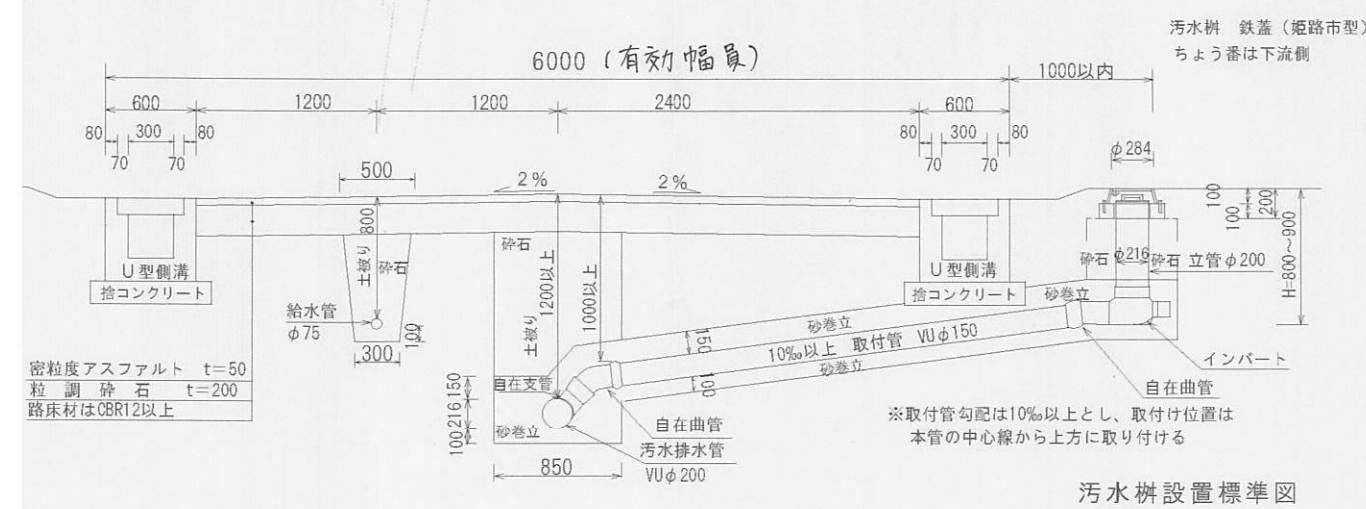 汚水桝 鉄蓋（姫路市型）
ちょう番は下流側
6000 (有効幅員)
1000以内
600
1200
1200
2400
600
80
300
80
70
70
80
300
80
70
70
φ284
500
2％
2％
100
100
200
800
土被り
砕石
砕石
1200以上
土被り
1000以上
砕石
φ216
砕石
立管φ200
H=800～900
U型側溝
捨コンクリート
U型側溝
捨コンクリート
給水管
φ75
100
300
砂巻立
砂巻立
150
10‰以上 取付管 VUφ150
100
砂巻立
インバート
自在曲管
密粒度アスファルト t=50
粒調砕石 t=200
路床材はCBR12以上
自在支管
150
216
100
砂巻立
自在曲管
汚水排水管
VUφ200
850
※取付管勾配は10‰以上とし、取付け位置は
本管の中心線から上方に取り付ける
汚水桝設置標準図